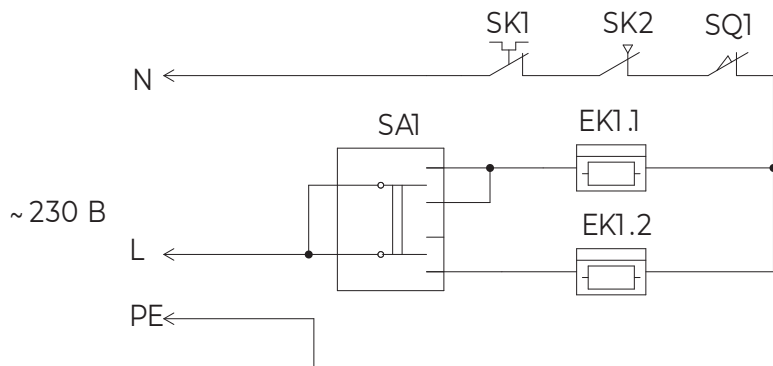 SK1 SK2 SQ1
N
SA1 EK1.1
~230 В
EK1.2
L
PE